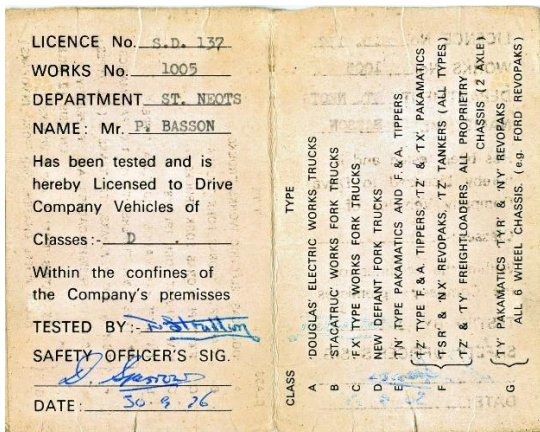 LICENCE No. S.D. 137
WORKS No. 1005
DEPARTMENT ST. NEOTS
NAME: Mr. P. BASSON
Has been tested and is
hereby Licensed to Drive
Company Vehicles of
Classes:- D .
Within the confines of
the Company's premisses
TESTED BY:-
SAFETY OFFICER'S SIG.
D. Sparrow
DATE: 30.9.76
CLASS TYPE
A 'DOUGLAS' ELECTRIC WORKS TRUCKS
B 'STACATRUC' WORKS FORK TRUCKS
C 'FX' TYPE WORKS FORK TRUCKS
D NEW DEFIANT FORK TRUCKS
E 'TN' TYPE PAKAMATICS AND F. & A. TIPPERS
'TZ' TYPE F. & A. TIPPERS, 'TZ' & 'TX' PAKAMATICS
F 'TSR' & NX' REVOPAKS, 'TZ' TANKERS (ALL TYPES)
'TZ' & 'TY' FREIGHTLOADERS, ALL PROPRIETY
CHASSIS (2 AXLE)
G 'TY' PAKAMATICS 'TYR' & 'NY' REVOPAKS
ALL 6 WHEEL CHASSIS. (e.g. FORD REVOPAKS)